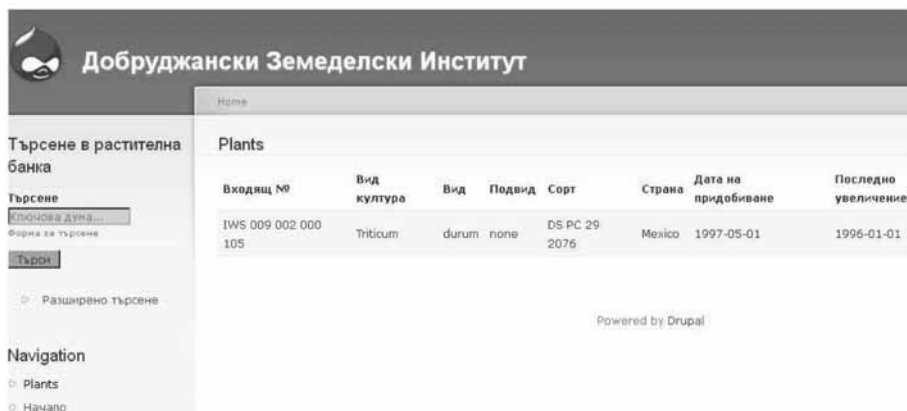 Добруджански Земеделски Институт
Home
Търсене в растителна
банка
Търсене
Ключова дума...
Форма за търсене
Търси
Разширено търсене
Navigation
Plants
Начало
Plants
Входящ № Вид култура Вид Подвид Сорт Страна Дата на придобиване Последно увеличение
IWS 009 002 000 105 Triticum durum none DS PC 29 2076 Mexico 1997-05-01 1996-01-01
Powered by Drupal